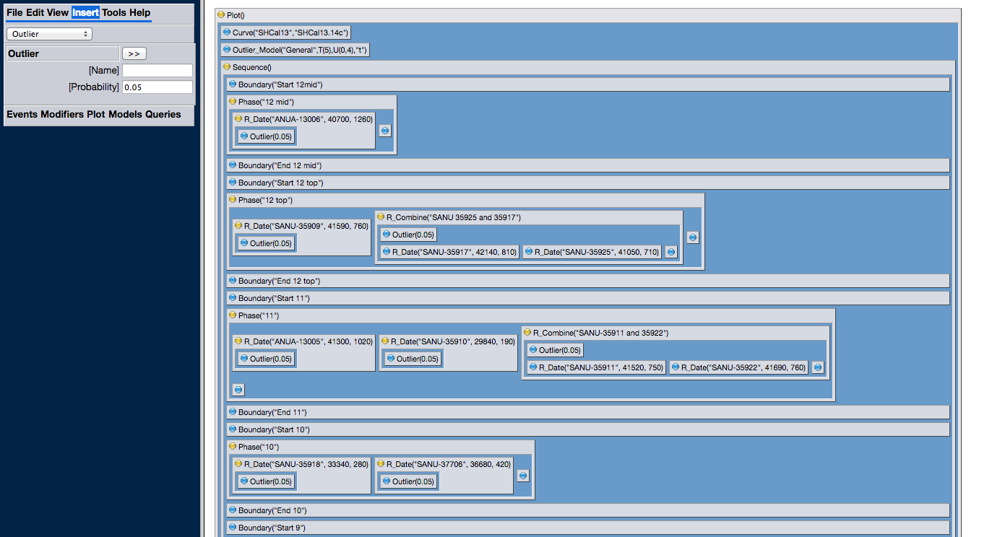 File Edit View Insert Tools Help
Outlier
Outlier >>
[Name]
[Probability] 0.05
Events Modifiers Plot Models Queries
Plot()
Curve("SHCal13","SHCal13.14c")
Outlier_Model("General",T(5),U(0,4),"t")
Sequence()
Boundary("Start 12mid")
Phase("12 mid")
R_Date("ANUA-13006", 40700, 1260)
Outlier(0.05)
Boundary("End 12 mid")
Boundary("Start 12 top")
Phase("12 top")
R_Date("SANU-35909", 41590, 760)
Outlier(0.05)
R_Combine("SANU 35925 and 35917")
Outlier(0.05)
R_Date("SANU-35917", 42140, 810) R_Date("SANU-35925", 41050, 710)
Boundary("End 12 top")
Boundary("Start 11")
Phase("11")
R_Date("ANUA-13005", 41300, 1020)
Outlier(0.05)
R_Date("SANU-35910", 29840, 190)
Outlier(0.05)
R_Combine("SANU-35911 and 35922")
Outlier(0.05)
R_Date("SANU-35911", 41520, 750) R_Date("SANU-35922", 41690, 760)
Boundary("End 11")
Boundary("Start 10")
Phase("10")
R_Date("SANU-35918", 33340, 280)
Outlier(0.05)
R_Date("SANU-37706", 36680, 420)
Outlier(0.05)
Boundary("End 10")
Boundary("Start 9")